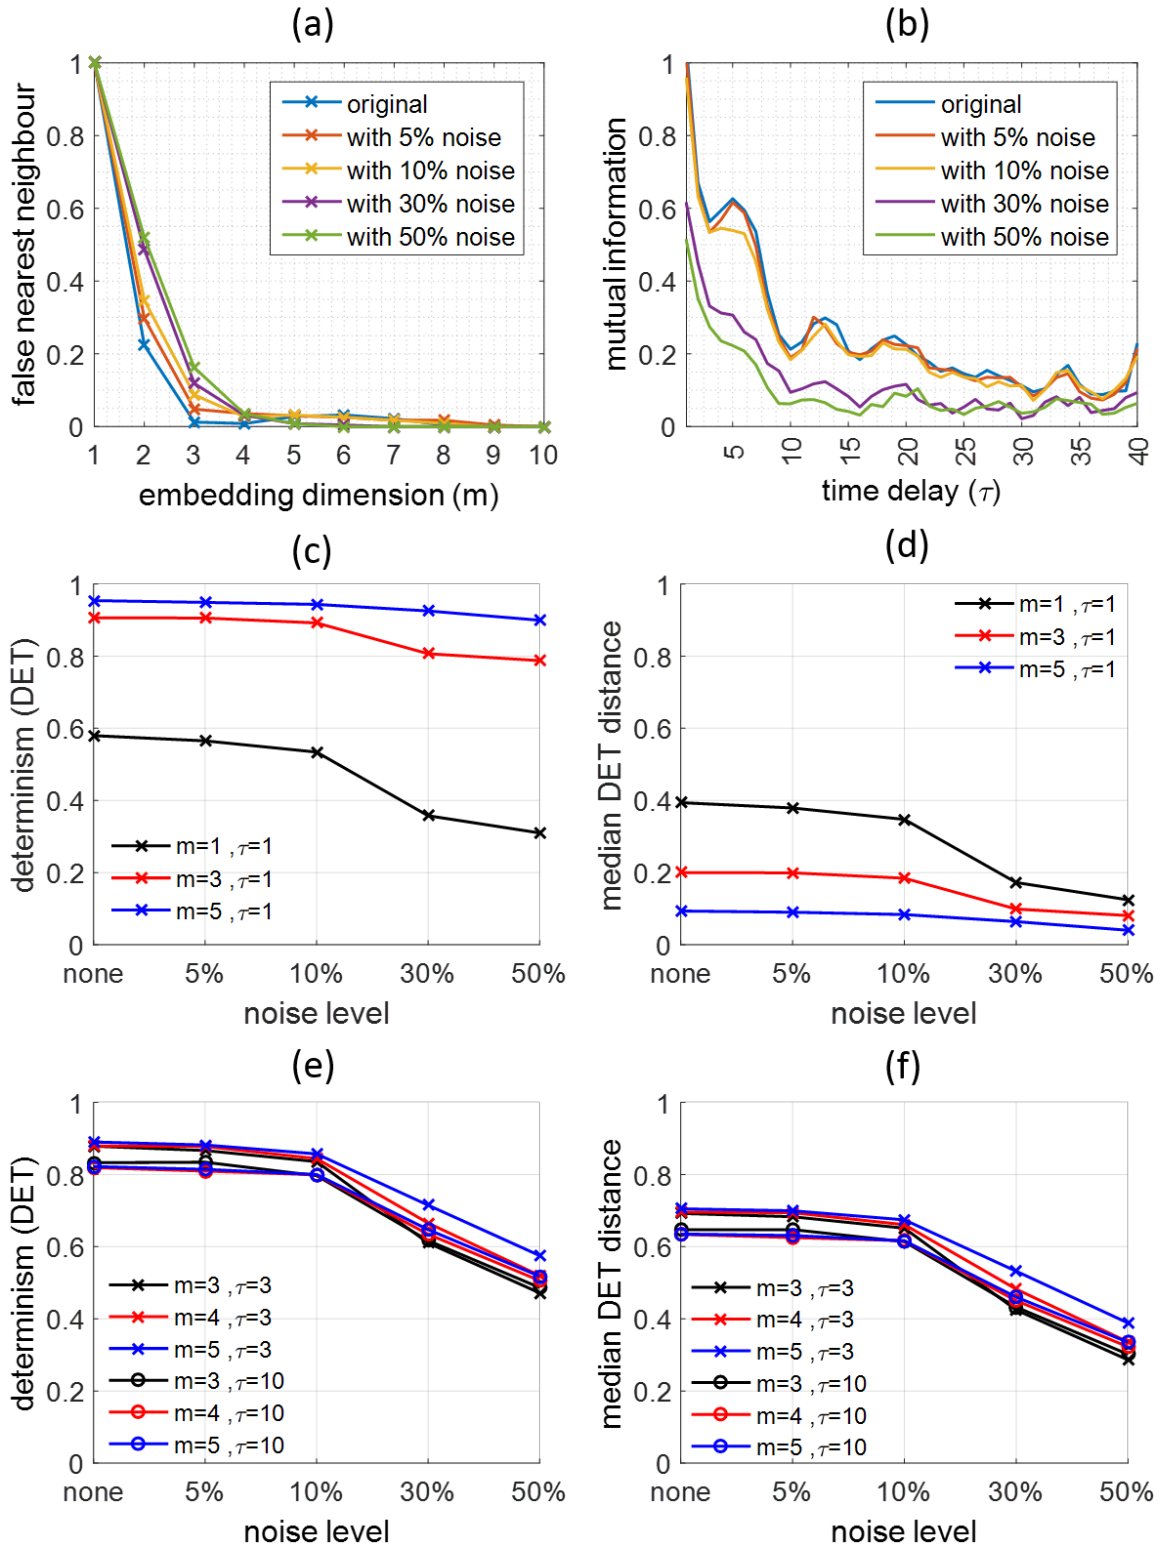 (a)
false nearest neighbour
1
0.8
0.6
0.4
0.2
0
original
with 5% noise
with 10% noise
with 30% noise
with 50% noise
1 2 3 4 5 6 7 8 9 10
embedding dimension (m)
(b)
mutual information
1
0.8
0.6
0.4
0.2
0
original
with 5% noise
with 10% noise
with 30% noise
with 50% noise
5 10 15 20 25 30 35 40
time delay (τ)
(c)
determinism (DET)
1
0.8
0.6
0.4
0.2
0
m=1 ,τ=1
m=3 ,τ=1
m=5 ,τ=1
none 5% 10% 30% 50%
noise level
(d)
median DET distance
1
0.8
0.6
0.4
0.2
0
m=1 ,τ=1
m=3 ,τ=1
m=5 ,τ=1
none 5% 10% 30% 50%
noise level
(e)
determinism (DET)
1
0.8
0.6
0.4
0.2
0
m=3 ,τ=3
m=4 ,τ=3
m=5 ,τ=3
m=3 ,τ=10
m=4 ,τ=10
m=5 ,τ=10
none 5% 10% 30% 50%
noise level
(f)
median DET distance
1
0.8
0.6
0.4
0.2
0
m=3 ,τ=3
m=4 ,τ=3
m=5 ,τ=3
m=3 ,τ=10
m=4 ,τ=10
m=5 ,τ=10
none 5% 10% 30% 50%
noise level